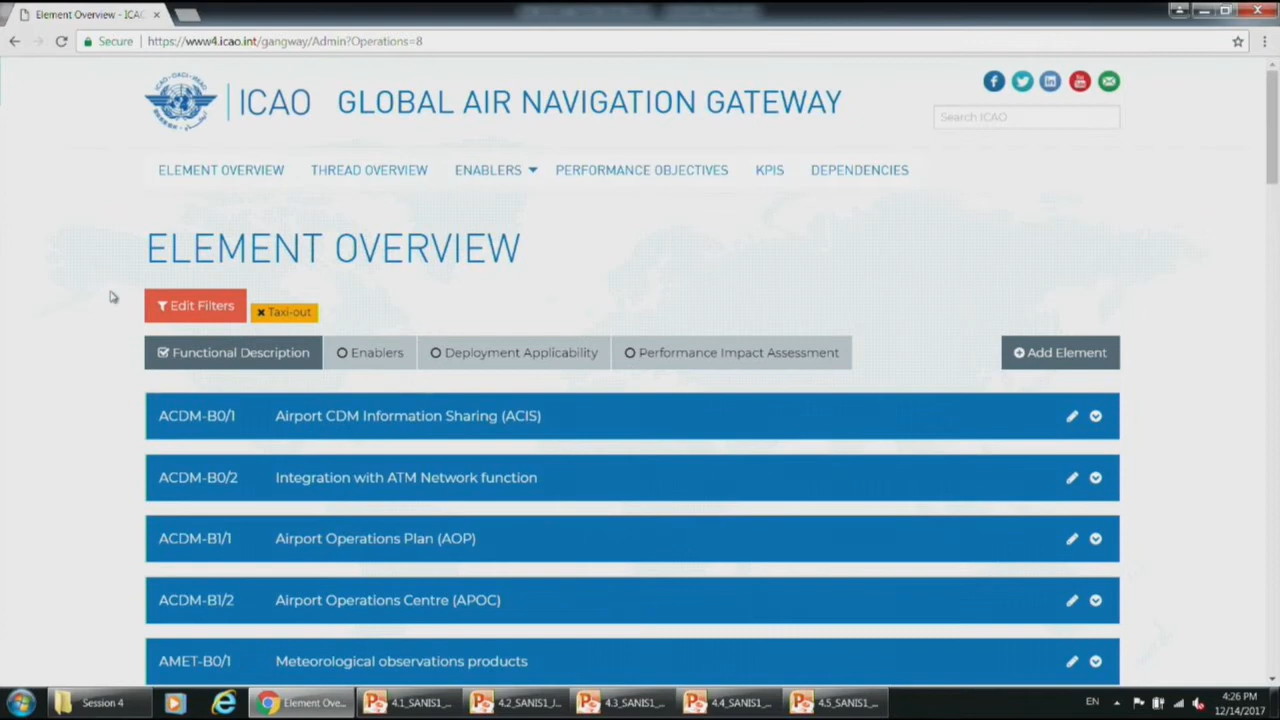 Element Overview - ICA
Secure
https://www4.icao.int/gangway/Admin?Operations=8
ICAO
GLOBAL AIR NAVIGATION GATEWAY
Search ICAO
ELEMENT OVERVIEW
THREAD OVERVIEW
ENABLERS
PERFORMANCE OBJECTIVES
KPIS
DEPENDENCIES
ELEMENT OVERVIEW
Edit Filters
Taxi-out
Functional Description
Enablers
Deployment Applicability
Performance Impact Assessment
Add Element
ACDM-B0/1 Airport CDM Information Sharing (ACIS)
ACDM-B0/2 Integration with ATM Network function
ACDM-B1/1 Airport Operations Plan (AOP)
ACDM-B1/2 Airport Operations Centre (APOC)
AMET-B0/1 Meteorological observations products
Session 4
Element Ove...
4.1_SANIS1_...
4.2_SANIS1_I...
4.3_SANIS1_...
4.4_SANIS1_...
4.5_SANIS1_...
EN
4:26 PM
12/14/2017